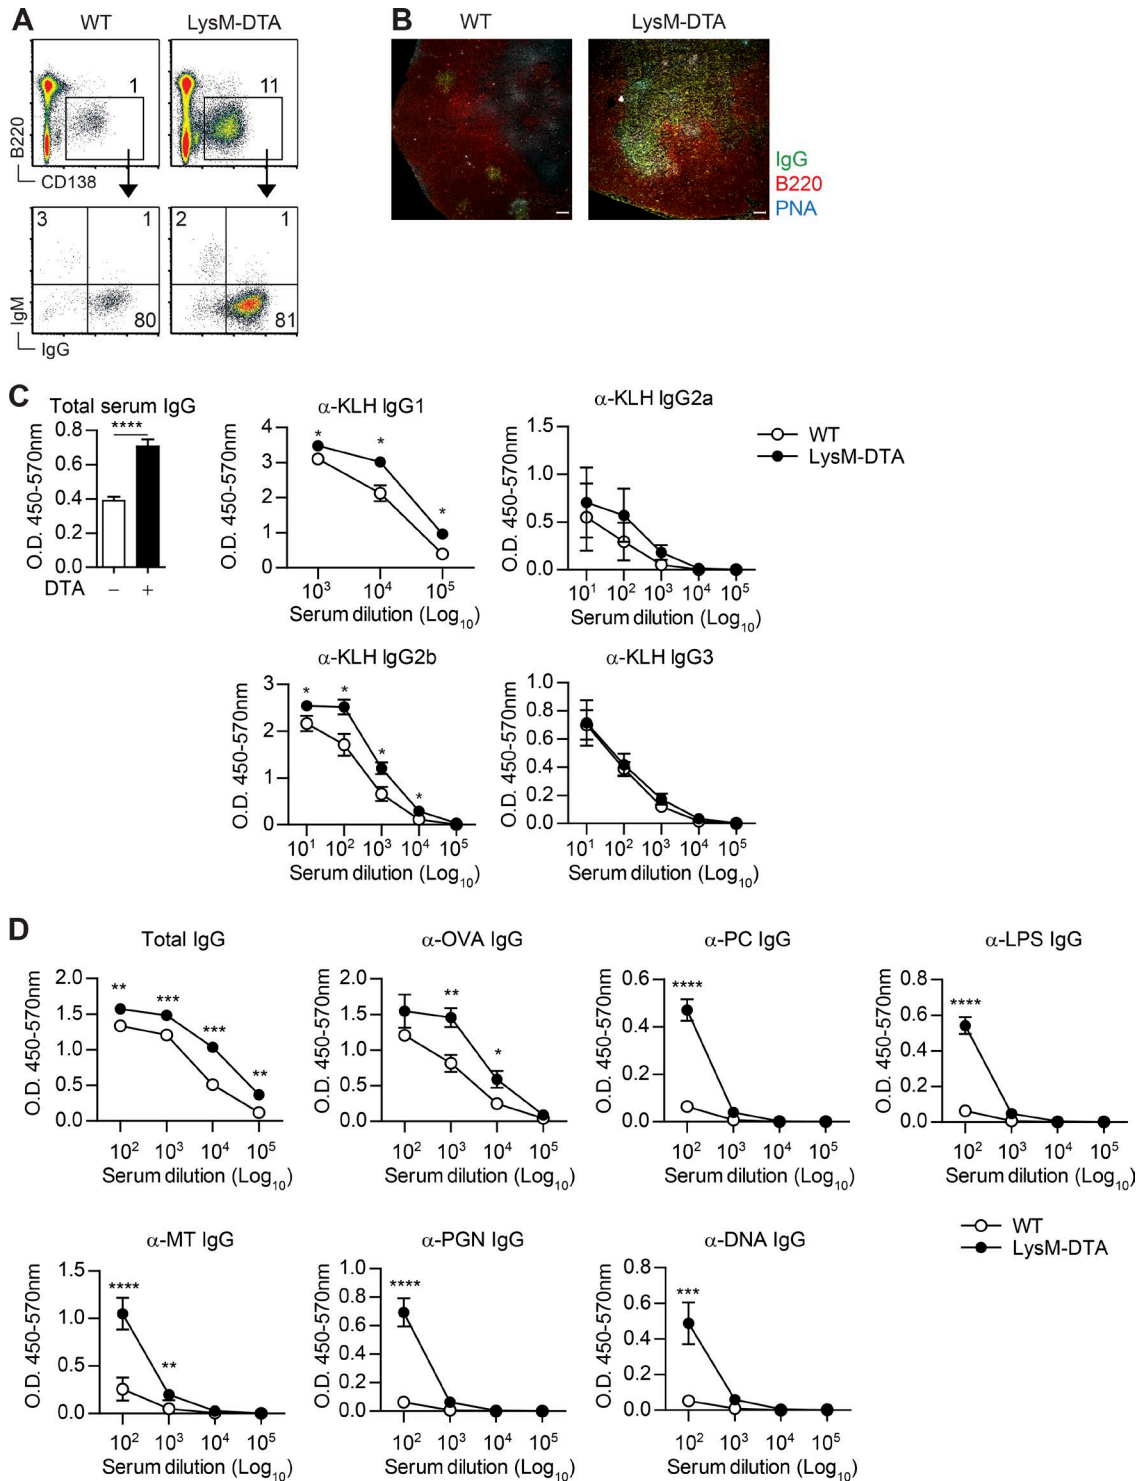 A
WT
LysM-DTA
1
11
B220
CD138
3
1
2
1
80
81
IgM
IgG
B
WT
LysM-DTA
IgG
B220
PNA
C
Total serum IgG
****
0.8
0.6
0.4
0.2
0.0
O.D. 450-570nm
DTA – +
α-KLH IgG1
4
3
2
1
0
O.D. 450-570nm
* * *
10³ 10⁴ 10⁵
Serum dilution (Log₁₀)
α-KLH IgG2a
1.5
1.0
0.5
0.0
O.D. 450-570nm
10¹ 10² 10³ 10⁴ 10⁵
Serum dilution (Log₁₀)
WT
LysM-DTA
α-KLH IgG2b
3
2
1
0
O.D. 450-570nm
* * * *
10¹ 10² 10³ 10⁴ 10⁵
Serum dilution (Log₁₀)
α-KLH IgG3
1.0
0.8
0.6
0.4
0.2
0.0
O.D. 450-570nm
10¹ 10² 10³ 10⁴ 10⁵
Serum dilution (Log₁₀)
D
Total IgG
2.0
1.5
1.0
0.5
0.0
O.D. 450-570nm
** *** *** **
10² 10³ 10⁴ 10⁵
Serum dilution (Log₁₀)
α-OVA IgG
2.0
1.5
1.0
0.5
0.0
O.D. 450-570nm
** *
10² 10³ 10⁴ 10⁵
Serum dilution (Log₁₀)
α-PC IgG
0.6
0.4
0.2
0.0
O.D. 450-570nm
****
10² 10³ 10⁴ 10⁵
Serum dilution (Log₁₀)
α-LPS IgG
0.8
0.6
0.4
0.2
0.0
O.D. 450-570nm
****
10² 10³ 10⁴ 10⁵
Serum dilution (Log₁₀)
α-MT IgG
1.5
1.0
0.5
0.0
O.D. 450-570nm
**** **
10² 10³ 10⁴ 10⁵
Serum dilution (Log₁₀)
α-PGN IgG
1.0
0.8
0.6
0.4
0.2
0.0
O.D. 450-570nm
****
10² 10³ 10⁴ 10⁵
Serum dilution (Log₁₀)
α-DNA IgG
0.8
0.6
0.4
0.2
0.0
O.D. 450-570nm
***
10² 10³ 10⁴ 10⁵
Serum dilution (Log₁₀)
WT
LysM-DTA